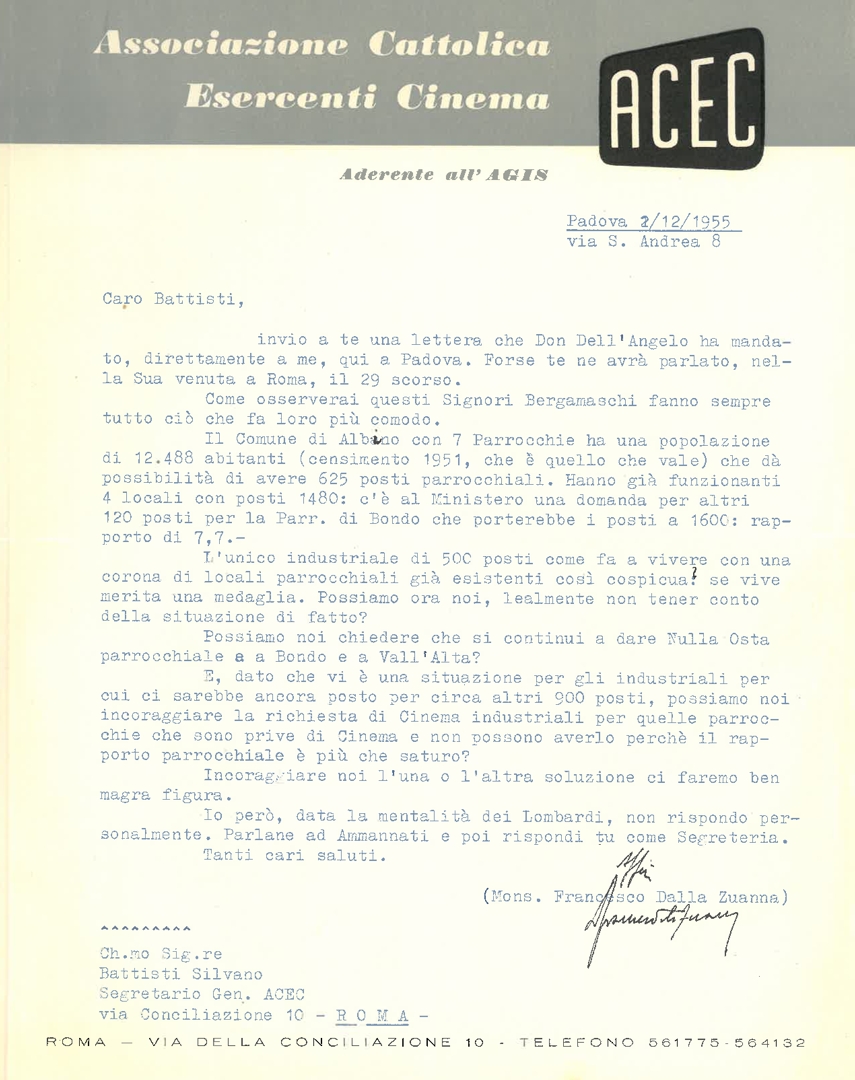 Associazione Cattolica
Esercenti Cinema
ACEC
Aderente all'AGIS
Padova 2/12/1955
via S. Andrea 8
Caro Battisti,
invio a te una lettera che Don Dell'Angelo ha manda-
to, direttamente a me, qui a Padova. Forse te ne avrà parlato, nel-
la Sua venuta a Roma, il 29 scorso.
Come osserverai questi Signori Bergamaschi fanno sempre
tutto ciò che fa loro più comodo.
Il Comune di Albino con 7 Parrocchie ha una popolazione
di 12.488 abitanti (censimento 1951, che è quello che vale) che dà
possibilità di avere 625 posti parrocchiali. Hanno già funzionanti
4 locali con posti 1480: c'è al Ministero una domanda per altri
120 posti per la Parr. di Bondo che porterebbe i posti a 1600: rap-
porto di 7,7.-
L'unico industriale di 500 posti come fa a vivere con una
corona di locali parrocchiali già esistenti così cospicua? se vive
merita una medaglia. Possiamo ora noi, lealmente non tener conto
della situazione di fatto?
Possiamo noi chiedere che si continui a dare Nulla Osta
parrocchiale a a Bondo e a Vall'Alta?
E, dato che vi è una situazione per gli industriali per
cui ci sarebbe ancora posto per circa altri 900 posti, possiamo noi
incoraggiare la richiesta di Cinema industriali per quelle parroc-
chie che sono prive di Cinema e non possono averlo perchè il rap-
porto parrocchiale è più che saturo?
Incoraggiare noi l'una o l'altra soluzione ci faremo ben
magra figura.
Io però, data la mentalità dei Lombardi, non rispondo per-
sonalmente. Parlane ad Ammannati e poi rispondi tu come Segreteria.
Tanti cari saluti.
(Mons. Francesco Dalla Zuanna)
^^^^^^^^^
Ch.mo Sig.re
Battisti Silvano
Segretario Gen. ACEC
via Conciliazione 10 - R O M A -
ROMA — VIA DELLA CONCILIAZIONE 10 - TELEFONO 561775-564132